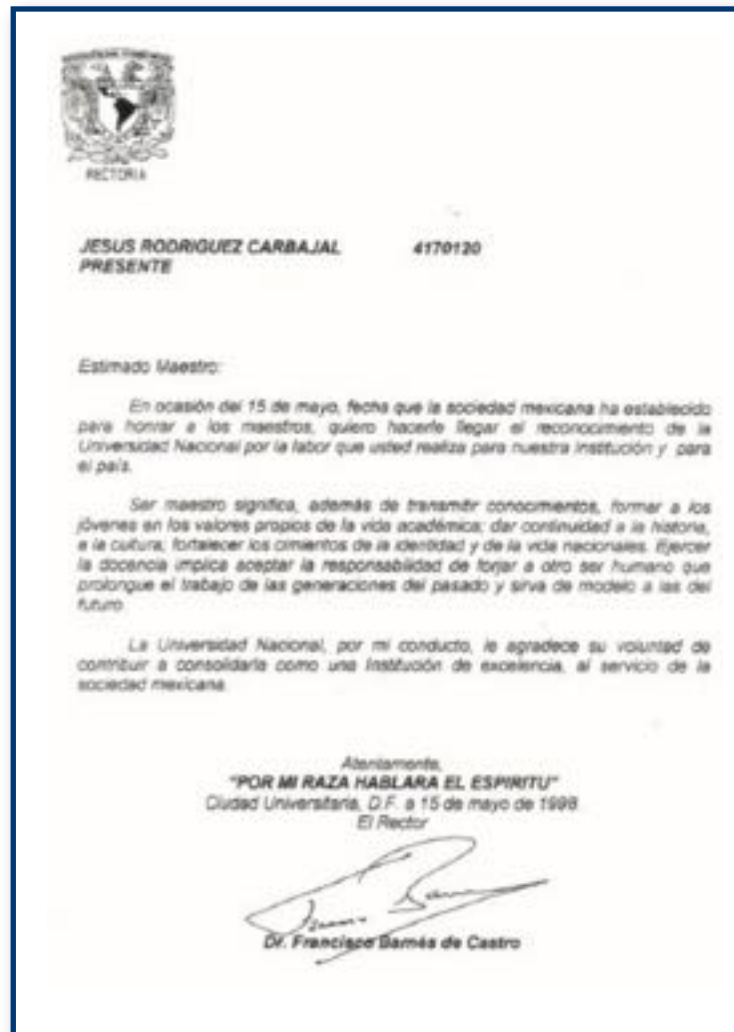 RECTORIA
JESUS RODRIGUEZ CARBAJAL 4170120
PRESENTE
Estimado Maestro:
En ocasión del 15 de mayo, fecha que la sociedad mexicana ha establecido
para honrar a los maestros, quiero hacerle llegar el reconocimiento de la
Universidad Nacional por la labor que usted realiza para nuestra Institución y para
el país.
Ser maestro significa, además de transmitir conocimientos, formar a los
jóvenes en los valores propios de la vida académica; dar continuidad a la historia,
a la cultura; fortalecer los cimientos de la identidad y de la vida nacionales. Ejercer
la docencia implica aceptar la responsabilidad de forjar a otro ser humano que
prolongue el trabajo de las generaciones del pasado y sirva de modelo a las del
futuro.
La Universidad Nacional, por mi conducto, le agradece su voluntad de
contribuir a consolidarla como una Institución de excelencia, al servicio de la
sociedad mexicana.
Atentamente,
"POR MI RAZA HABLARA EL ESPIRITU"
Ciudad Universitaria, D.F. a 15 de mayo de 1998.
El Rector
Dr. Francisco Barnés de Castro